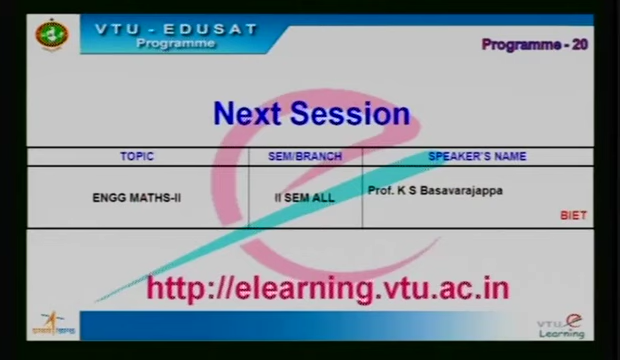 VTU - EDUSAT
Programme
Programme - 20
Next Session
TOPIC SEM/BRANCH SPEAKER'S NAME
ENGG MATHS-II II SEM ALL Prof. K S Basavarajappa
BIET
http://elearning.vtu.ac.in
VTU e
Learning